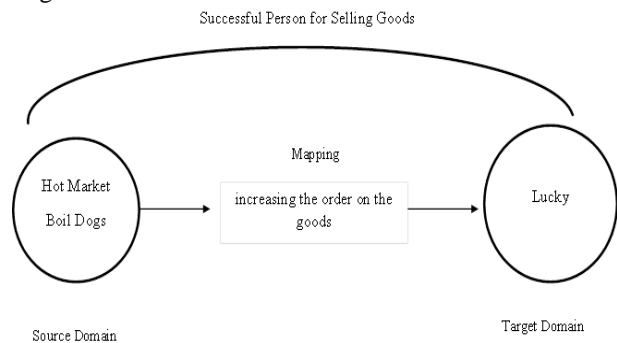 Successful Person for Selling Goods
Mapping
Hot Market
Boil Dogs
increasing the order on the
goods
Lucky
Source Domain
Target Domain